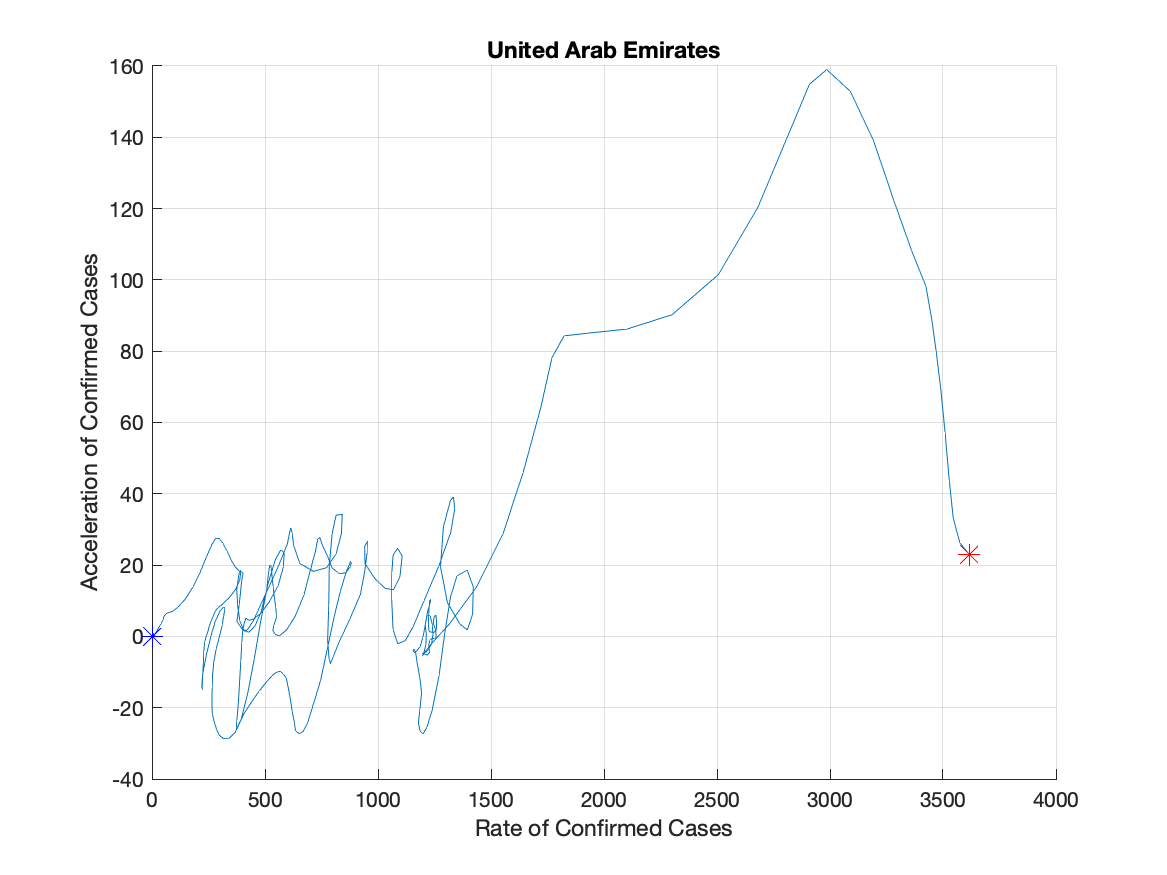 United Arab Emirates
160
140
120
100
80
60
40
20
0
-20
-40
Acceleration of Confirmed Cases
0 500 1000 1500 2000 2500 3000 3500 4000
Rate of Confirmed Cases